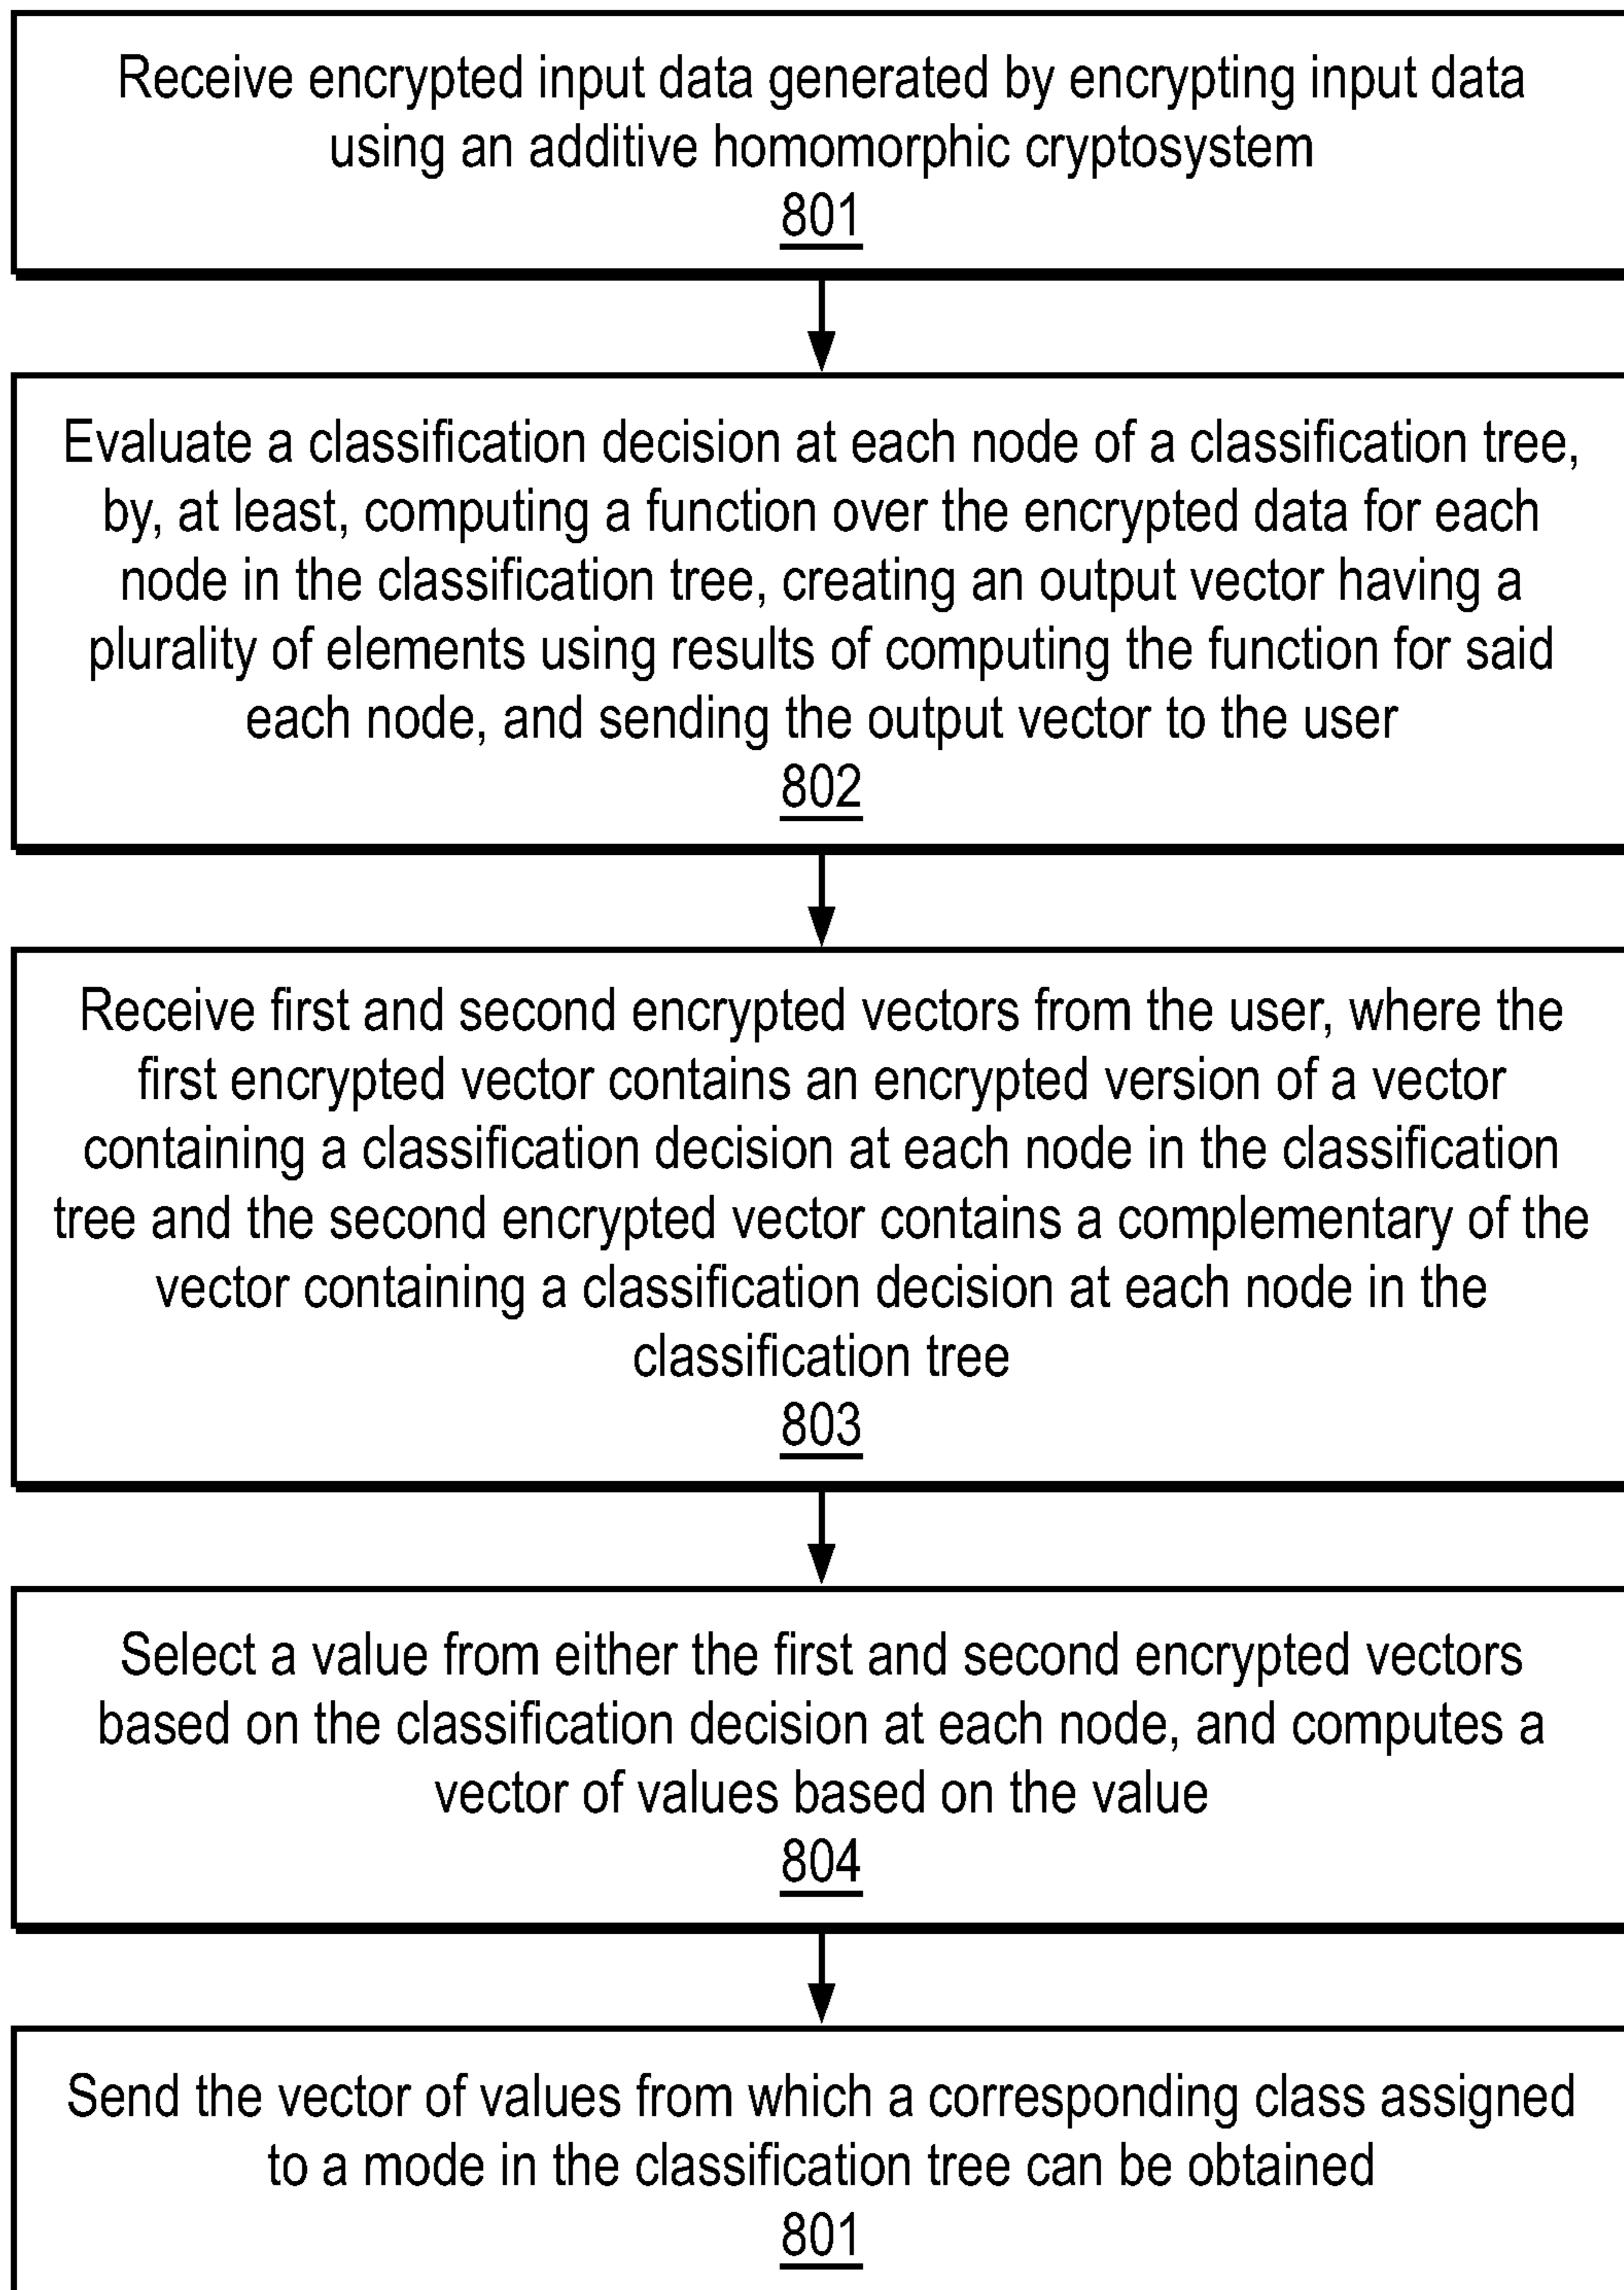 Receive encrypted input data generated by encrypting input data
using an additive homomorphic cryptosystem
801
Evaluate a classification decision at each node of a classification tree,
by, at least, computing a function over the encrypted data for each
node in the classification tree, creating an output vector having a
plurality of elements using results of computing the function for said
each node, and sending the output vector to the user
802
Receive first and second encrypted vectors from the user, where the
first encrypted vector contains an encrypted version of a vector
containing a classification decision at each node in the classification
tree and the second encrypted vector contains a complementary of the
vector containing a classification decision at each node in the
classification tree
803
Select a value from either the first and second encrypted vectors
based on the classification decision at each node, and computes a
vector of values based on the value
804
Send the vector of values from which a corresponding class assigned
to a mode in the classification tree can be obtained
801